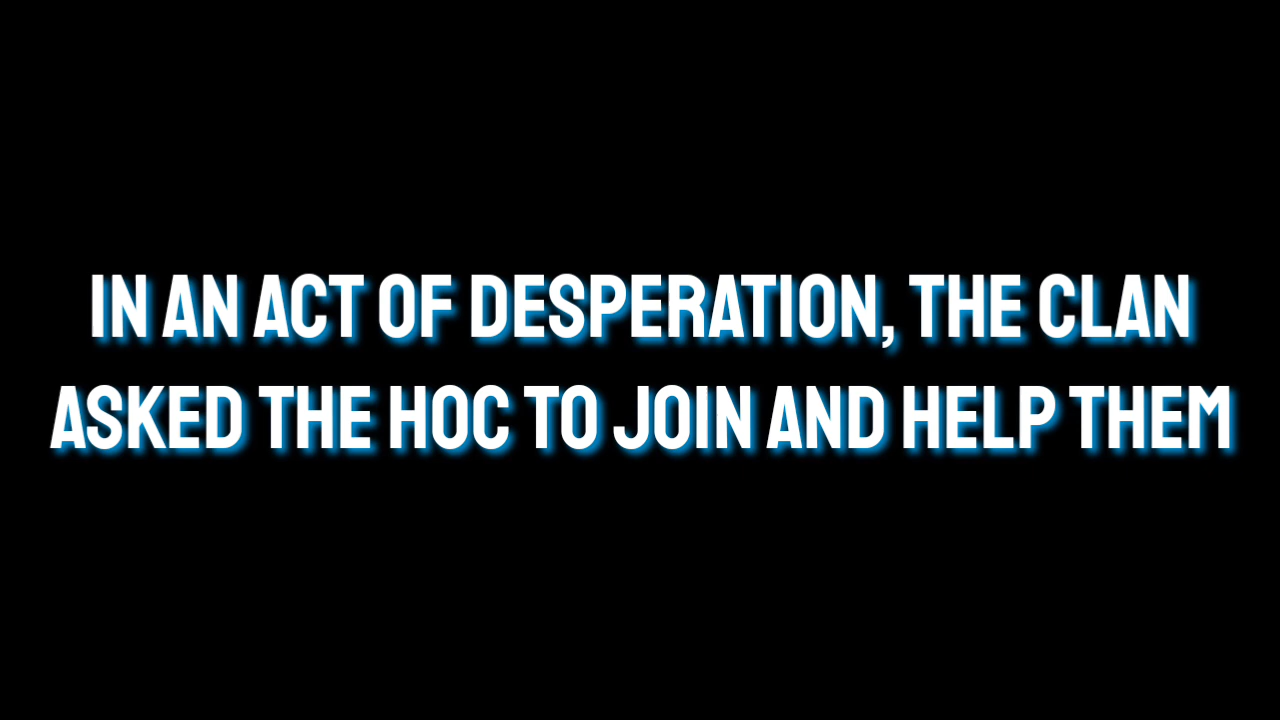 IN AN ACT OF DESPERATION, THE CLAN
ASKED THE HOC TO JOIN AND HELP THEM